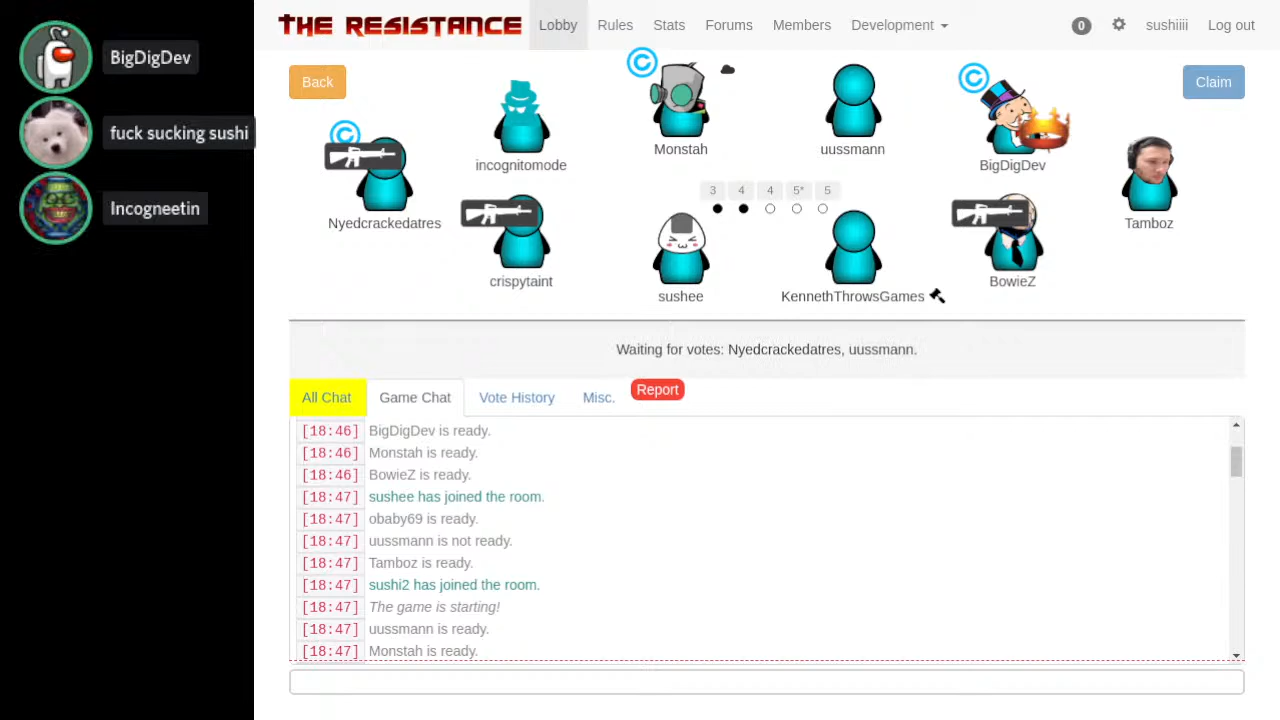 BigDigDev
fuck sucking sushi
Incogneetin
THE RESISTANCE
Lobby Rules Stats Forums Members Development 0 sushiiii Log out
Back
Claim
Nyedcrackedatres
incognitomode
Monstah
uussmann
BigDigDev
Tamboz
3 4 4 5* 5
crispytaint
sushee
KennethThrowsGames
BowieZ
Waiting for votes: Nyedcrackedatres, uussmann.
All Chat Game Chat Vote History Misc. Report
[18:46] BigDigDev is ready.
[18:46] Monstah is ready.
[18:46] BowieZ is ready.
[18:47] sushee has joined the room.
[18:47] obaby69 is ready.
[18:47] uussmann is not ready.
[18:47] Tamboz is ready.
[18:47] sushi2 has joined the room.
[18:47] The game is starting!
[18:47] uussmann is ready.
[18:47] Monstah is ready.